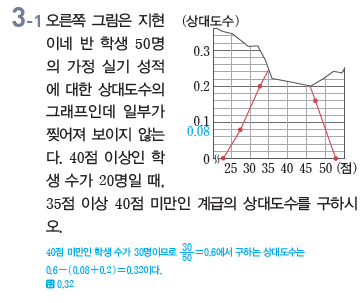 3-1 오른쪽 그림은 지현
이네 반 학생 50명
의 가정 실기 성적
에 대한 상대도수의
그래프인데 일부가
찢어져 보이지 않는
다. 40점 이상인 학
생 수가 20명일 때,
35점 이상 40점 미만인 계급의 상대도수를 구하시
오.
(상대도수)
0.3
0.2
0.08
0.1
0
25 30 35 40 45 50 (점)
40점 미만인 학생 수가 30명이므로 30/50=0.6에서 구하는 상대도수는
0.6-(0.08+0.2)=0.32이다.
답 0.32